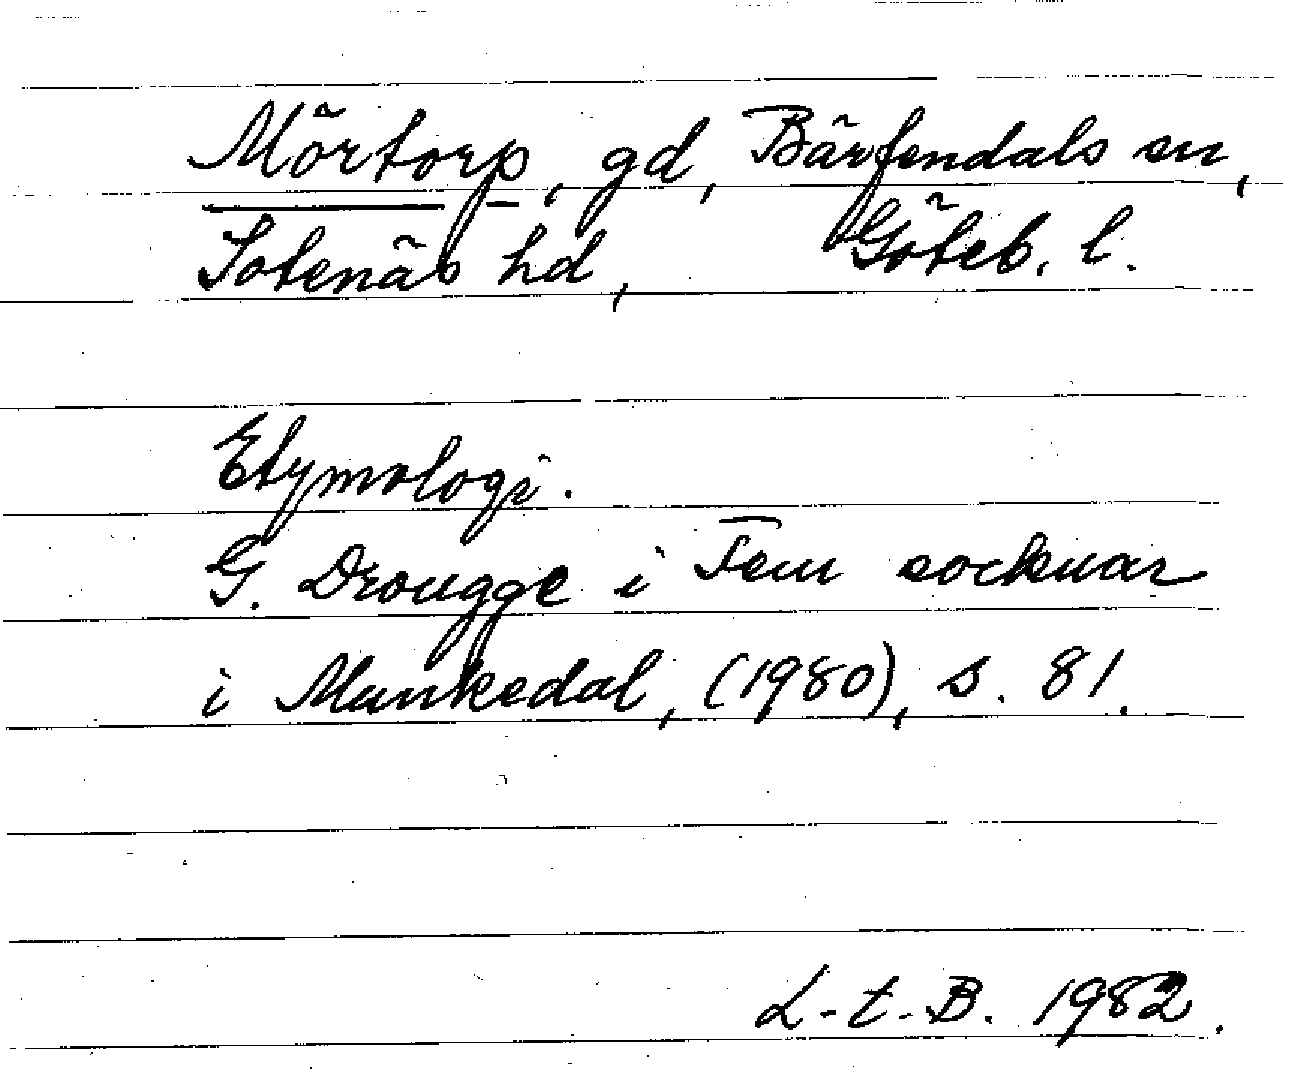 Mörtorp, gd, Bärfendals sn,
Sotenäs hd, Göteb. l.
Etymologi.
G. Drougge i Fem socknar
i Munkedal, (1980), s. 81.
L-t-B. 1982.